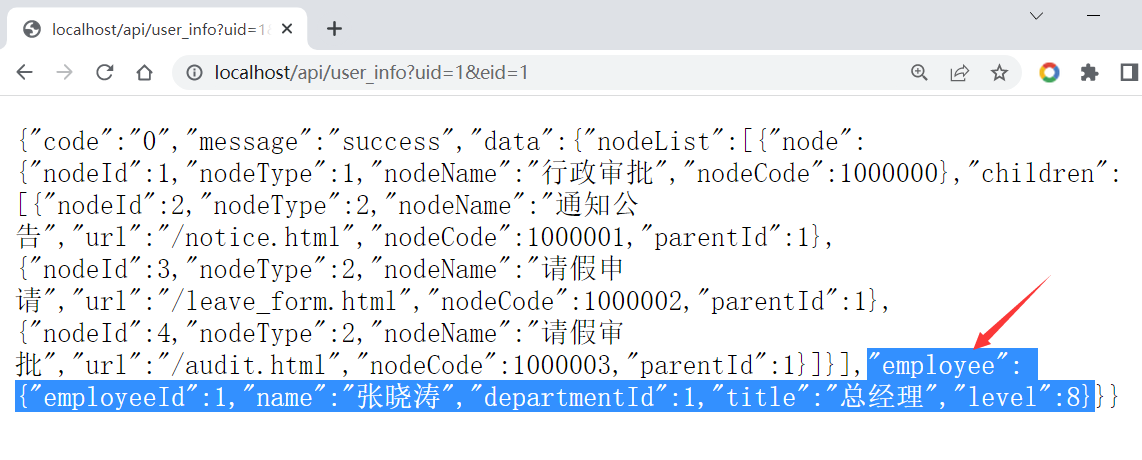 localhost/api/user_info?uid=1&
localhost/api/user_info?uid=1&eid=1
{"code":"0","message":"success","data":{"nodeList":[{"node":
{"nodeId":1,"nodeType":1,"nodeName":"行政审批","nodeCode":1000000},"children":
[{"nodeId":2,"nodeType":2,"nodeName":"通知公
告","url":"/notice.html","nodeCode":1000001,"parentId":1},
{"nodeId":3,"nodeType":2,"nodeName":"请假申
请","url":"/leave_form.html","nodeCode":1000002,"parentId":1},
{"nodeId":4,"nodeType":2,"nodeName":"请假审
批","url":"/audit.html","nodeCode":1000003,"parentId":1}]}],"employee":
{"employeeId":1,"name":"张晓涛","departmentId":1,"title":"总经理","level":8}}}